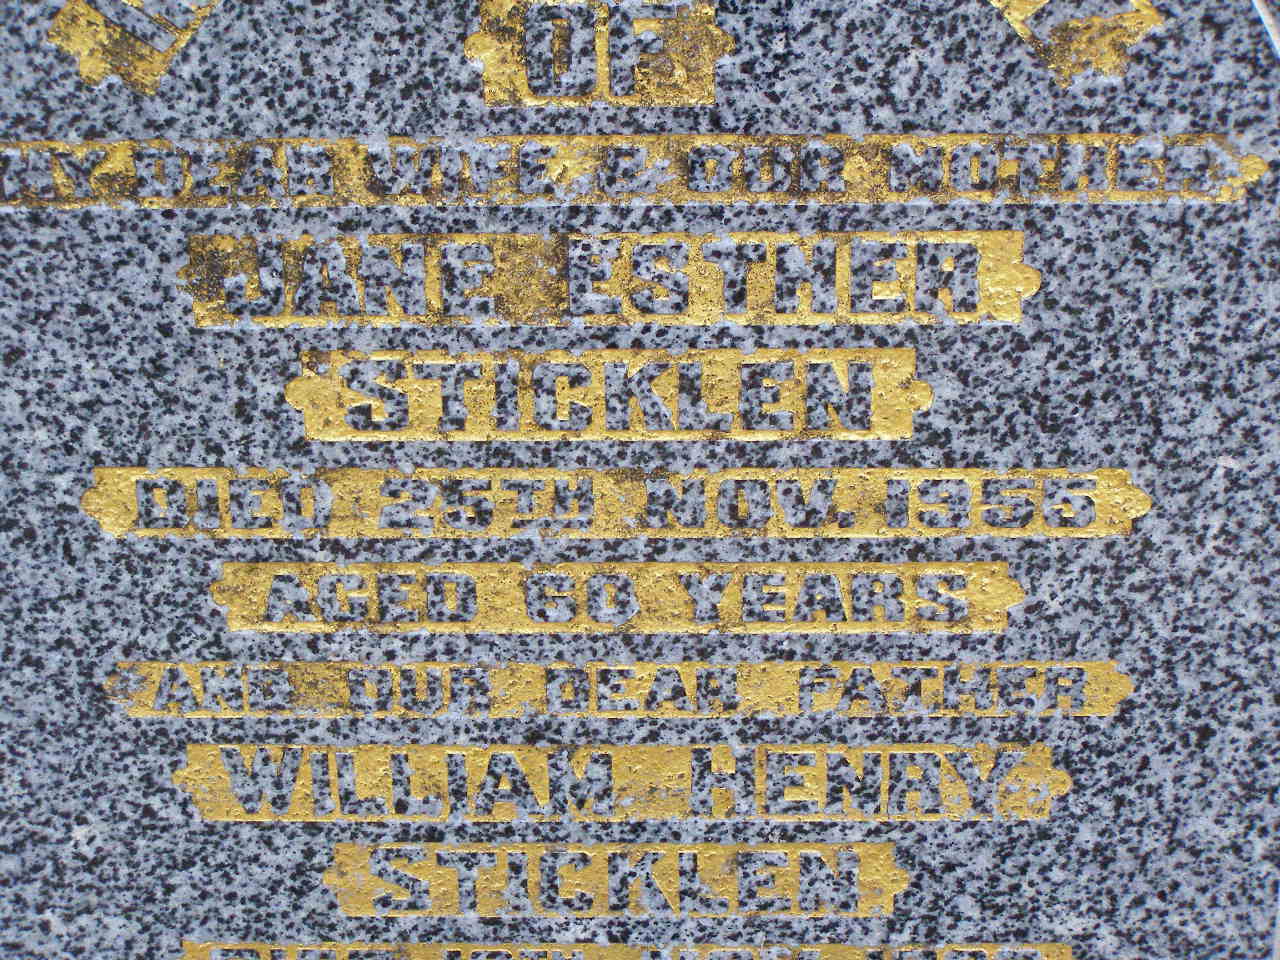 OF
MY DEAR WIFE & OUR MOTHER
JANE ESTHER
STICKLEN
DIED 25TH NOV. 1955
AGED 60 YEARS
AND OUR DEAR FATHER
WILLIAM HENRY
STICKLEN